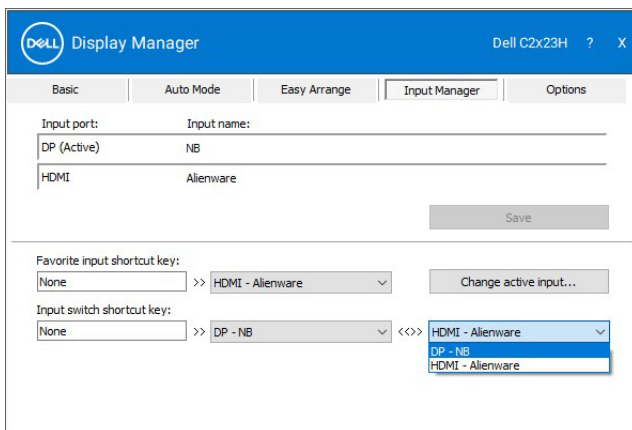 DELL Display Manager Dell C2x23H ? X
Basic Auto Mode Easy Arrange Input Manager Options
Input port: Input name:
DP (Active) NB
HDMI Alienware
Save
Favorite input shortcut key:
None >> HDMI - Alienware Change active input...
Input switch shortcut key:
None >> DP - NB <<>> HDMI - Alienware
DP - NB
HDMI - Alienware